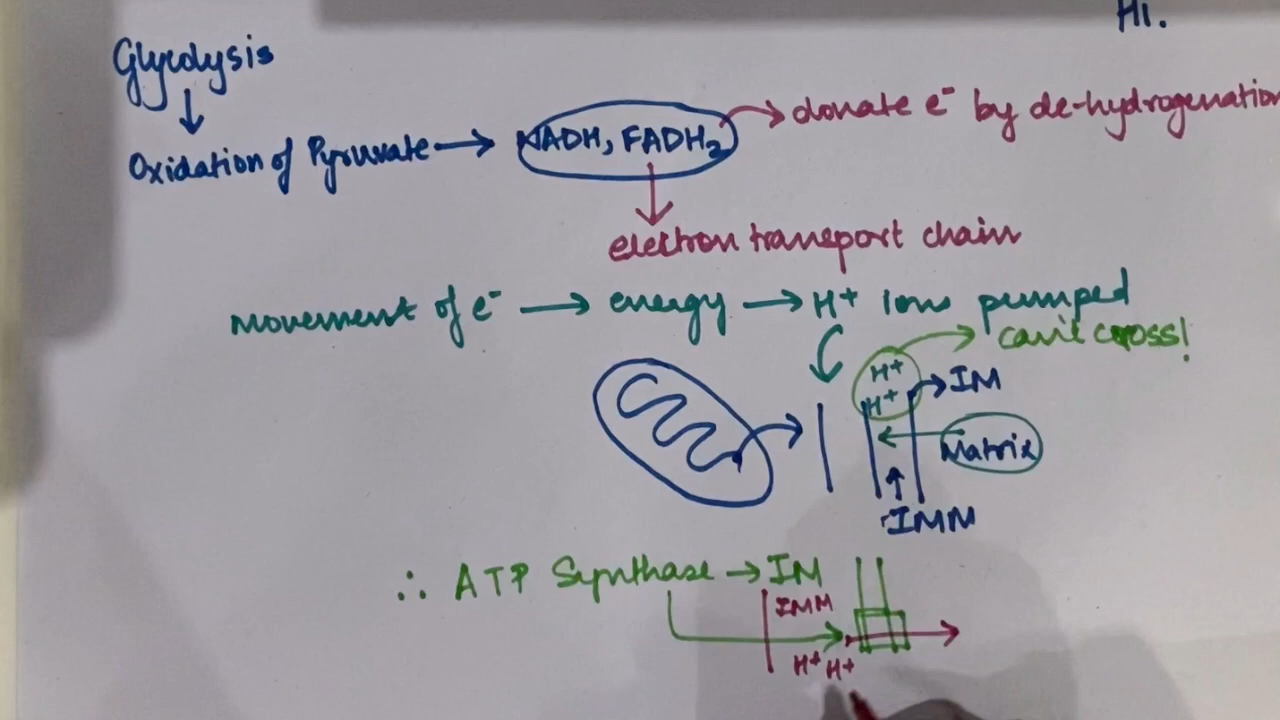 HI.
Glycolysis
Oxidation of Pyruvate → NADH, FADH₂ → donate e⁻ by de-hydrogenation
electron transport chain
movement of e⁻ → energy → H+ ions pumped
can't cross!
H+
H+ → IM
Matrix
IMM
∴ ATP Synthase → IM
IMM
H+ H+